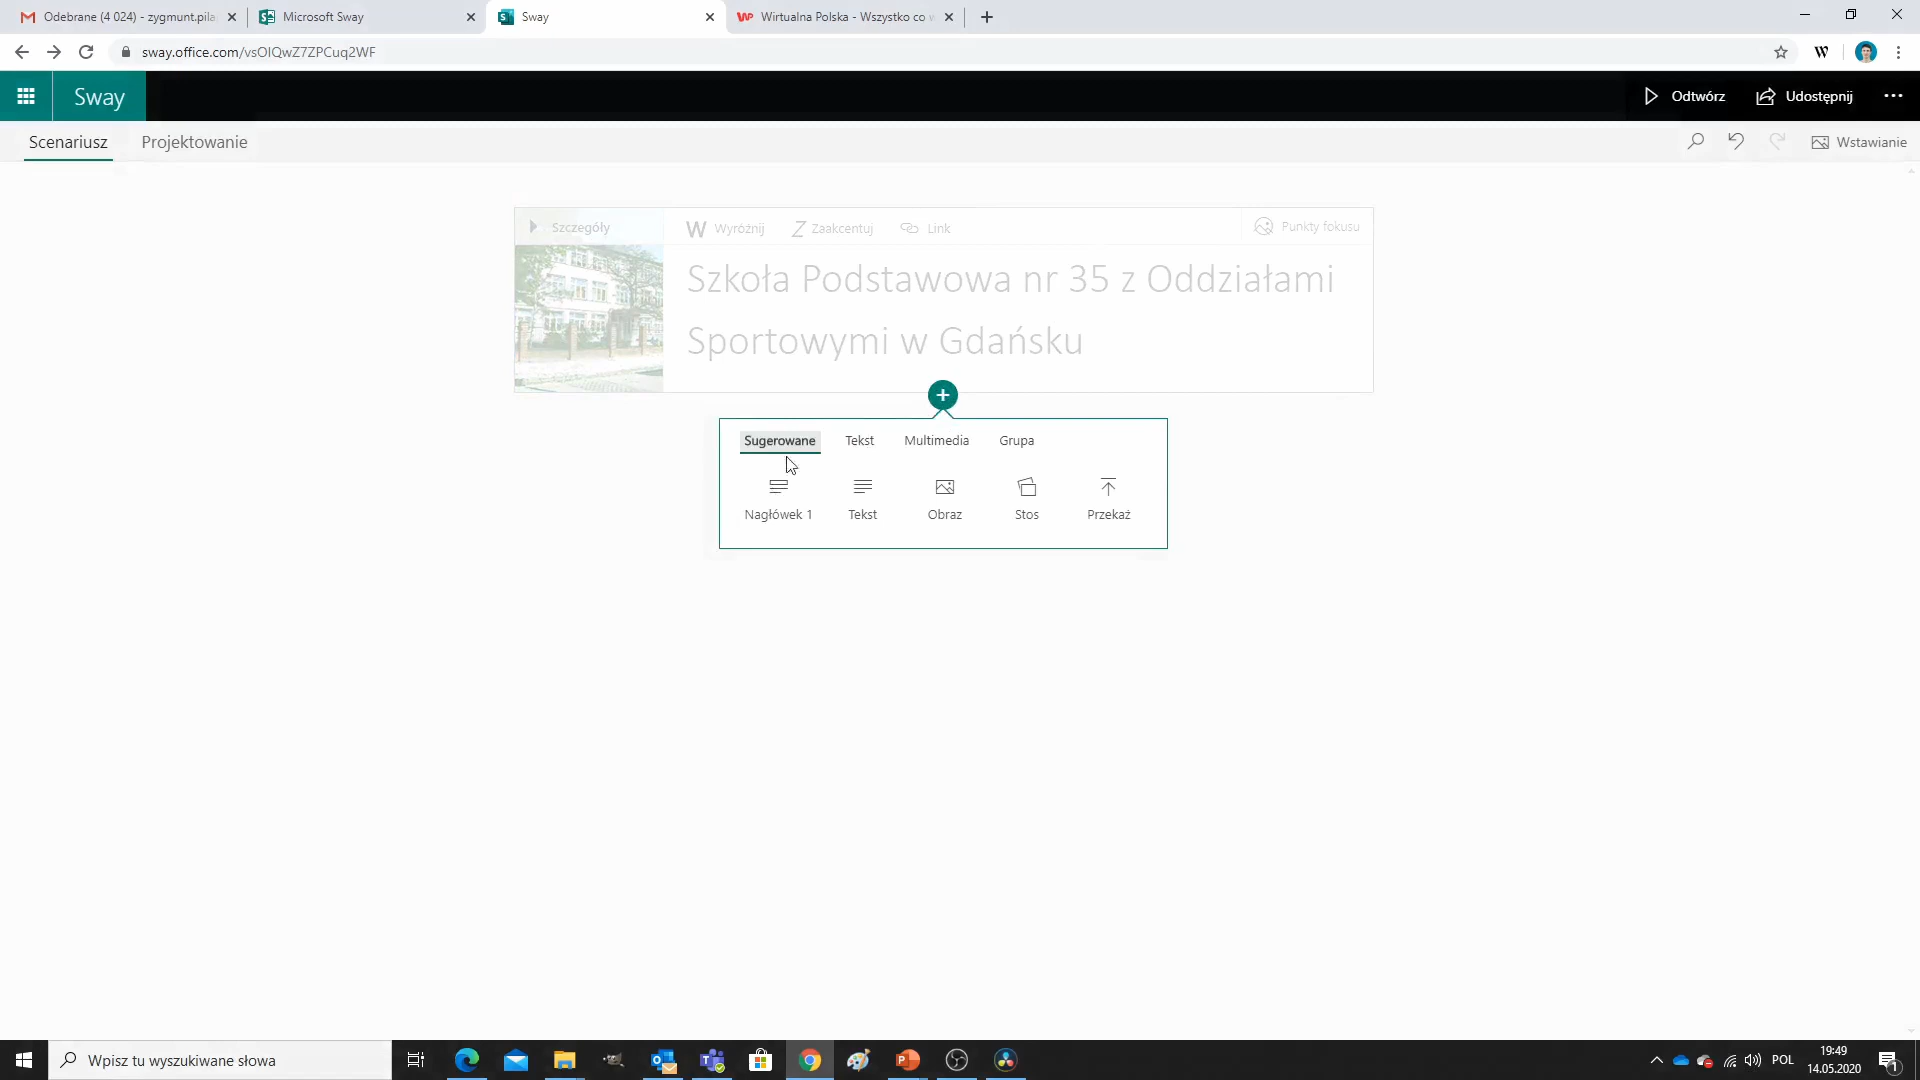 Odebrane (4 024) - zygmunt.pila
Microsoft Sway
Sway
Wirtualna Polska - Wszystko co w
sway.office.com/vsOIQwZ7ZPCuq2WF
W
Sway
Odtwórz
Udostępnij
Scenariusz
Projektowanie
Wstawianie
Szczegóły
W Wyróżnij
Z Zaakcentuj
Link
Punkty fokusu
Szkoła Podstawowa nr 35 z Oddziałami
Sportowymi w Gdańsku
Sugerowane
Tekst
Multimedia
Grupa
Nagłówek 1
Tekst
Obraz
Stos
Przekaż
Wpisz tu wyszukiwane słowa
POL
19:49
14.05.2020
1